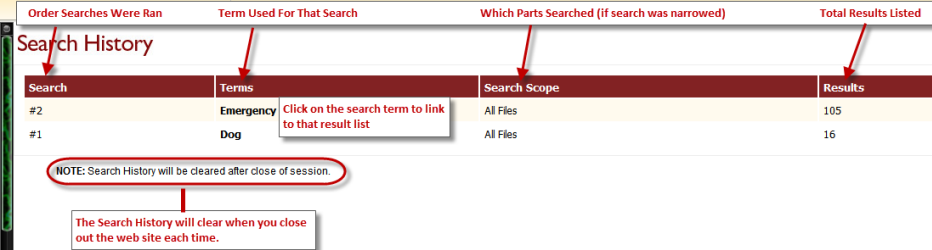 Order Searches Were Ran Term Used For That Search Which Parts Searched (if search was narrowed) Total Results Listed
Search History
Search Terms Search Scope Results
#2 Emergency All Files 105
Click on the search term to link
to that result list
#1 Dog All Files 16
NOTE: Search History will be cleared after close of session.
The Search History will clear when you close
out the web site each time.